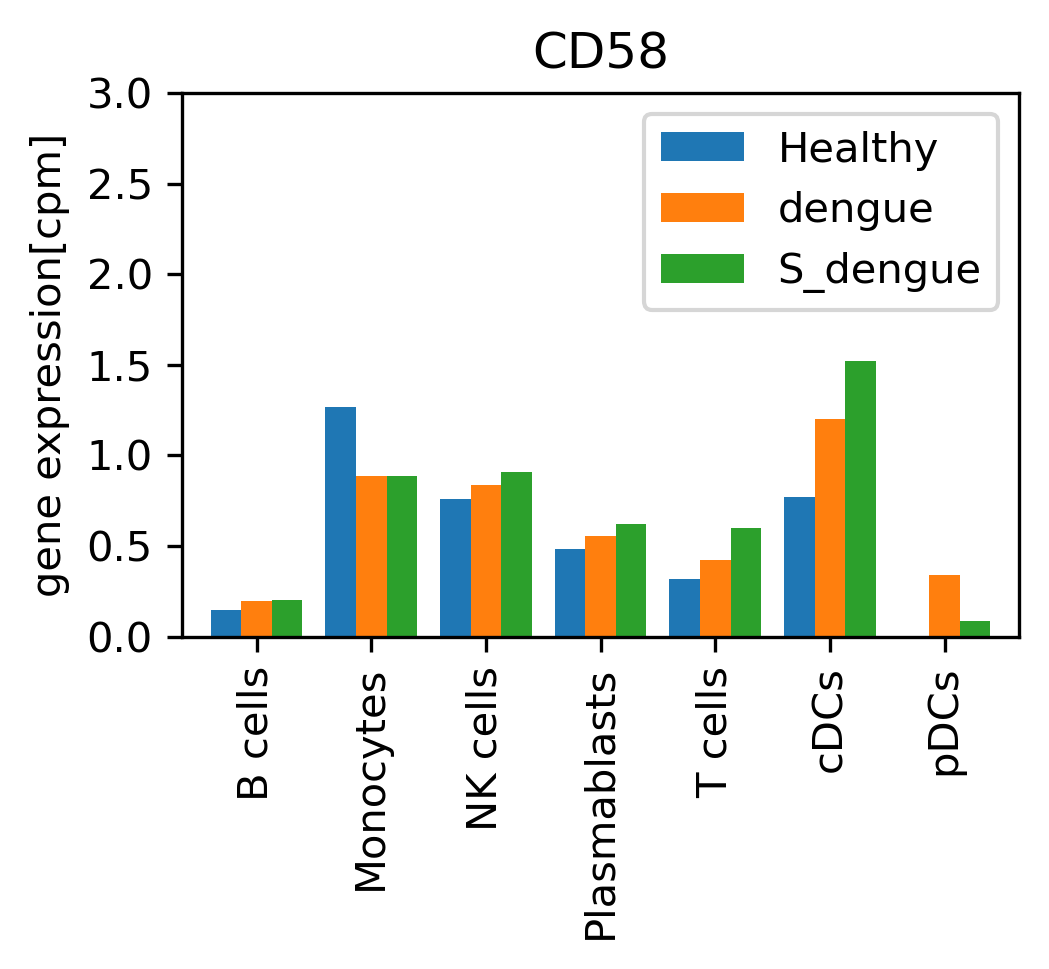 CD58
gene expression[cpm]
3.0
2.5
2.0
1.5
1.0
0.5
0.0
Healthy
dengue
S_dengue
B cells
Monocytes
NK cells
Plasmablasts
T cells
cDCs
pDCs